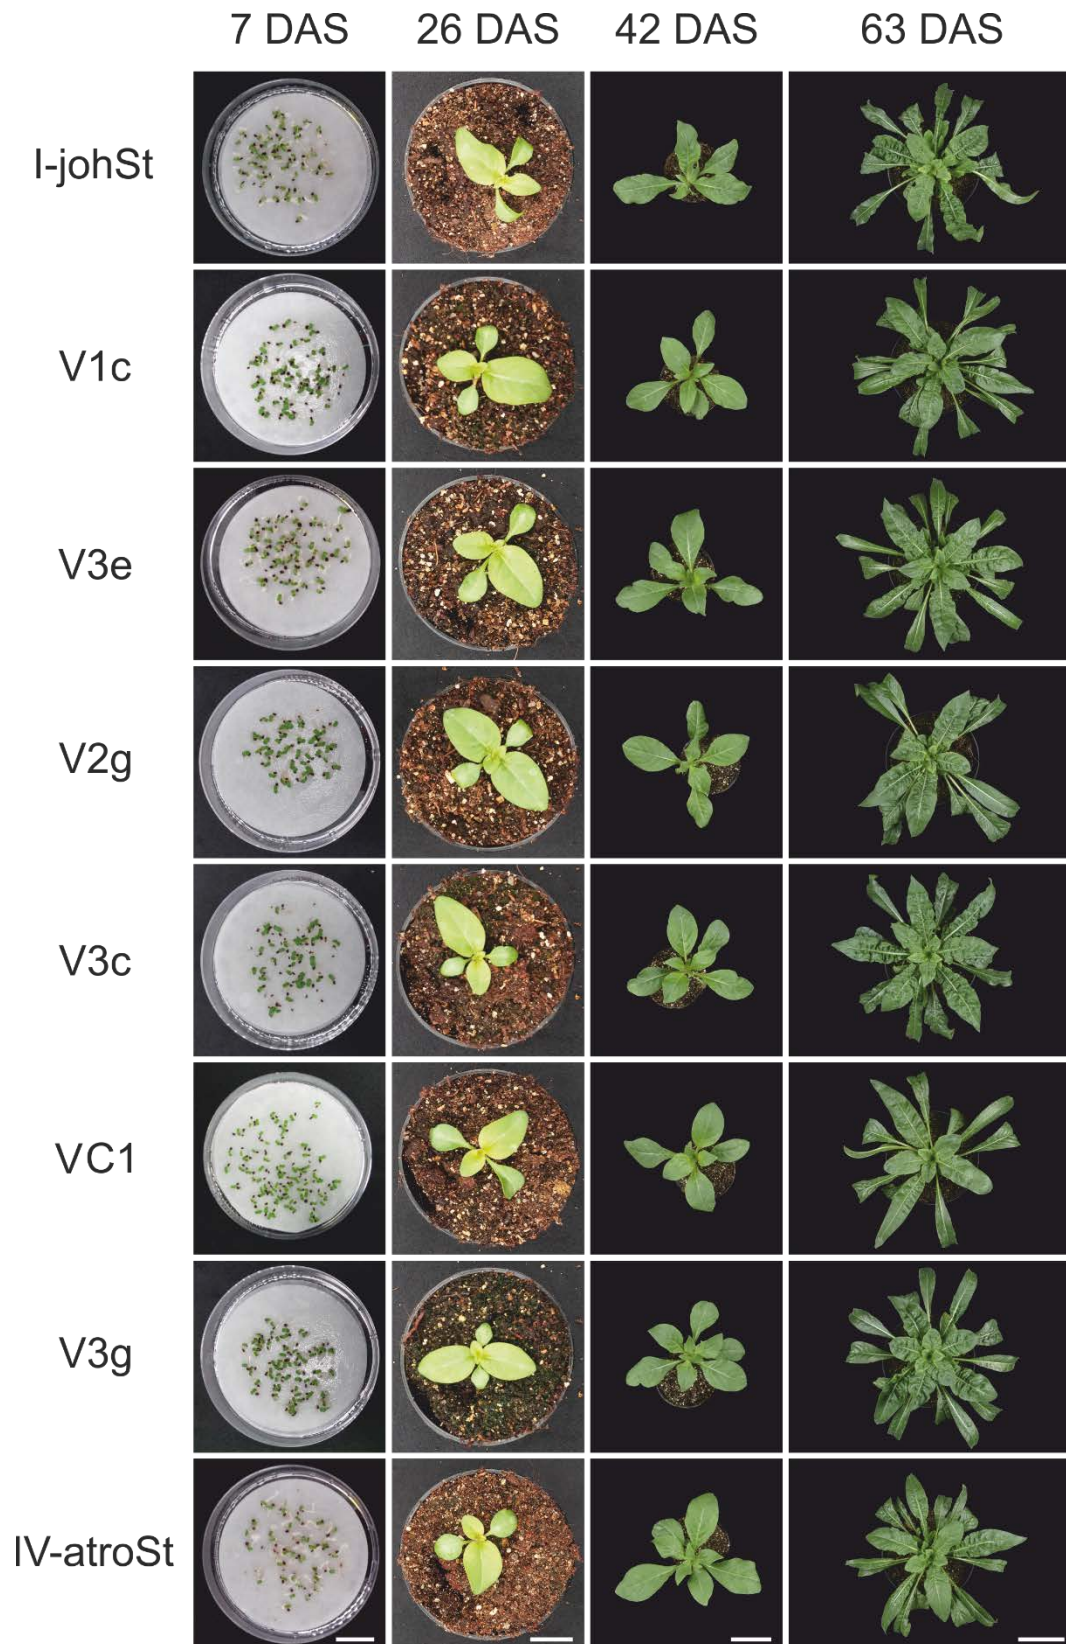 7 DAS 26 DAS 42 DAS 63 DAS
I-johSt
V1c
V3e
V2g
V3c
VC1
V3g
IV-atroSt